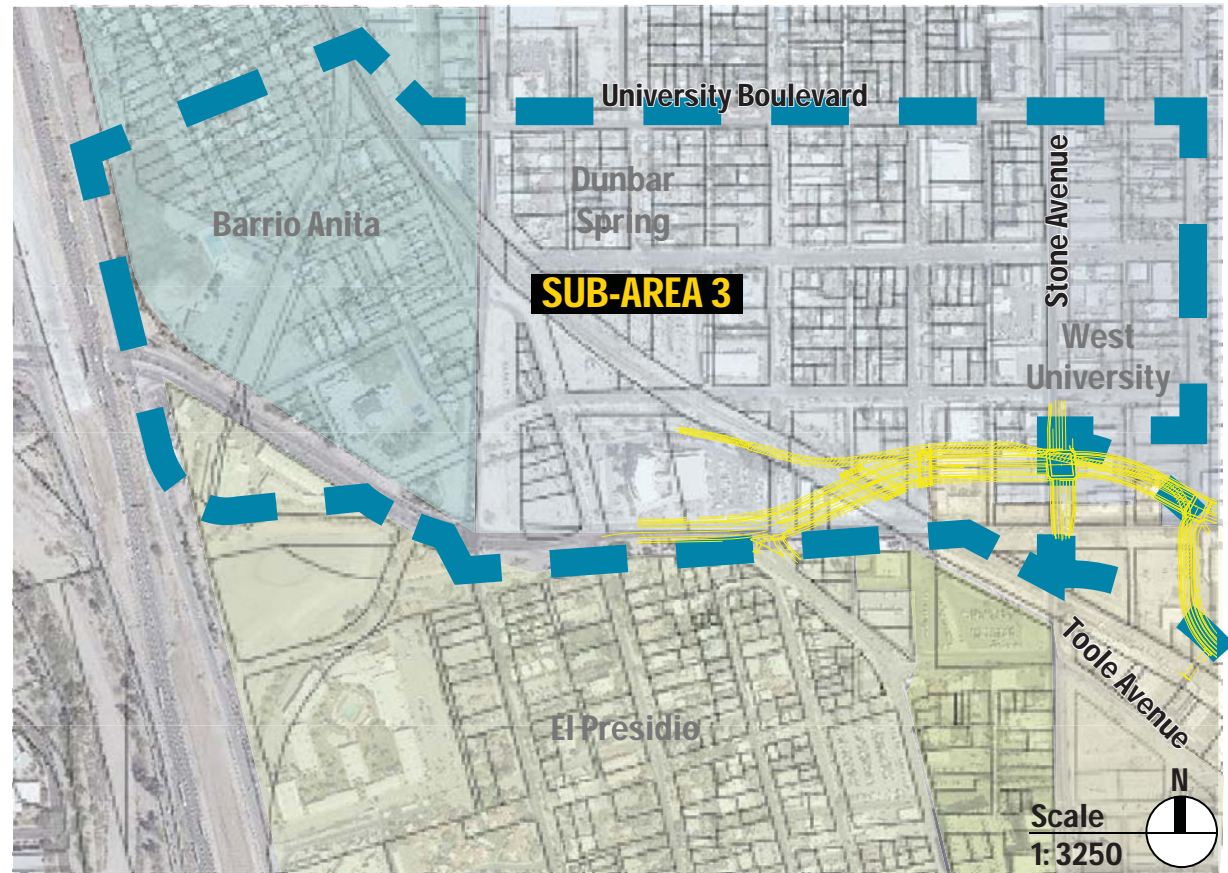 University Boulevard
Dunbar
Spring
Barrio Anita
Stone Avenue
SUB-AREA 3
West
University
Toole Avenue
El Presidio
N
Scale
1: 3250